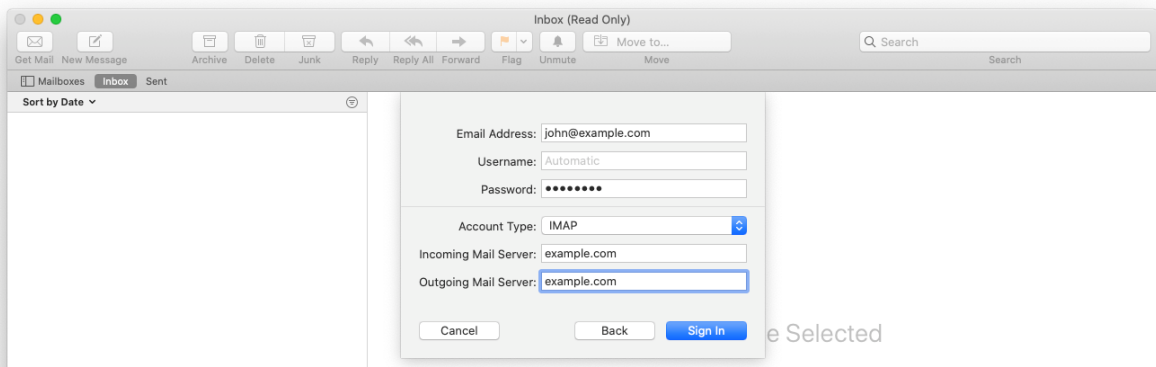 Inbox (Read Only)
Move to...
Search
Get Mail New Message Archive Delete Junk Reply Reply All Forward Flag Unmute Move Search
Mailboxes Inbox Sent
Sort by Date
Email Address: john@example.com
Username: Automatic
Password: ••••••••
Account Type: IMAP
Incoming Mail Server: example.com
Outgoing Mail Server: example.com
Cancel Back Sign In
e Selected